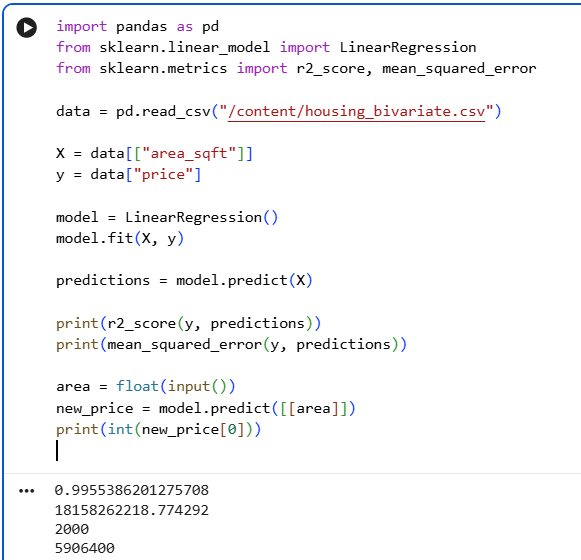 import pandas as pd
from sklearn.linear_model import LinearRegression
from sklearn.metrics import r2_score, mean_squared_error
data = pd.read_csv("/content/housing_bivariate.csv")
X = data[["area_sqft"]]
y = data["price"]
model = LinearRegression()
model.fit(X, y)
predictions = model.predict(X)
print(r2_score(y, predictions))
print(mean_squared_error(y, predictions))
area = float(input())
new_price = model.predict([[area]])
print(int(new_price[0]))
0.9955386201275708
18158262218.774292
2000
5906400